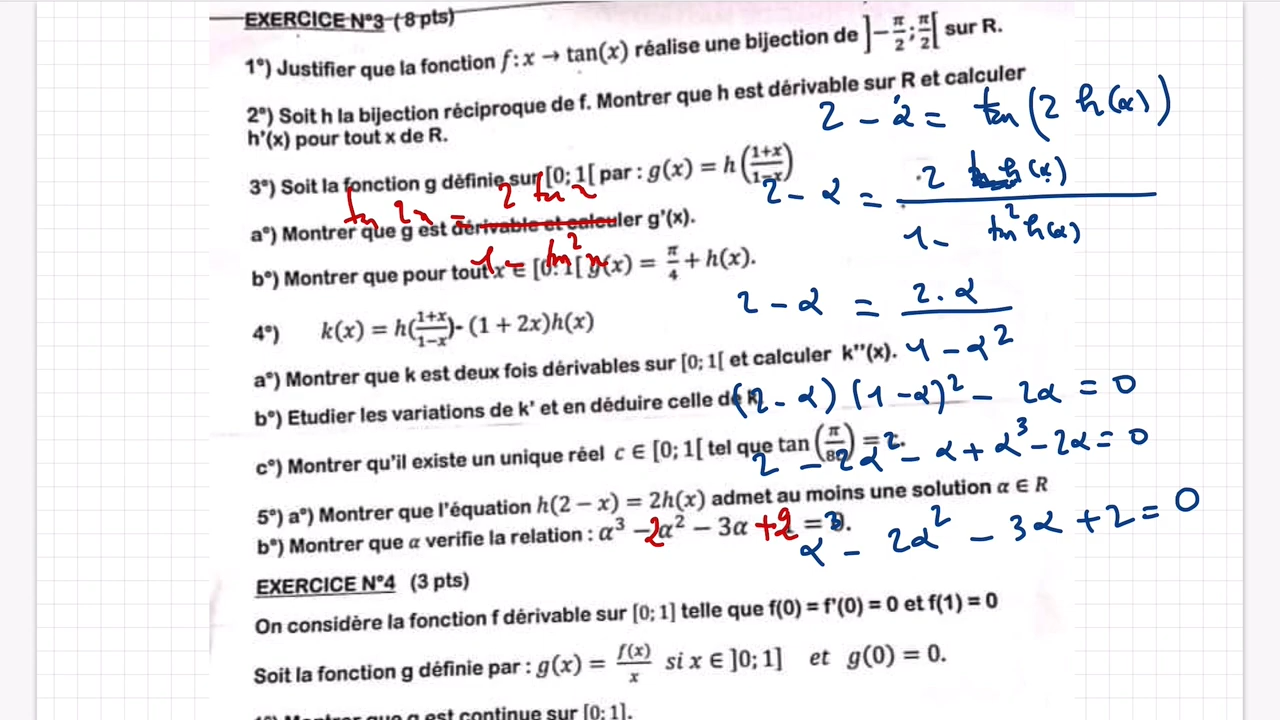 EXERCICE N°3 (8 pts)
1°) Justifier que la fonction f : x → tan(x) réalise une bijection de ]−π/2 ; π/2[ sur R.
2°) Soit h la bijection réciproque de f. Montrer que h est dérivable sur R et calculer
h'(x) pour tout x de R.
2 − α = tan(2 h(α))
3°) Soit la fonction g définie sur [0; 1[ par : g(x) = h((1+x)/(1−x))
2 − α = 2 h(α) / (1 − tan² h(α))
tan 2x = 2 tan x / (1 − tan² x)
a°) Montrer que g est dérivable et calculer g'(x).
b°) Montrer que pour tout x ∈ [0; 1[ g(x) = π/4 + h(x).
2 − α = 2.α / (1 − α²)
4°) k(x) = h((1+x)/(1−x)) - (1 + 2x)h(x)
a°) Montrer que k est deux fois dérivables sur [0; 1[ et calculer k''(x).
b°) Etudier les variations de k' et en déduire celle de
(2 − α) (1 − α)² − 2α = 0
c°) Montrer qu'il existe un unique réel c ∈ [0; 1[ tel que tan(π/8) =
2 − 2α² − α + α³ − 2α = 0
5°) a°) Montrer que l'équation h(2 − x) = 2h(x) admet au moins une solution α ∈ R
b°) Montrer que α verifie la relation : α³ − 2α² − 3α + 2 = 0.
α³ − 2α² − 3α + 2 = 0
EXERCICE N°4 (3 pts)
On considère la fonction f dérivable sur [0; 1] telle que f(0) = f'(0) = 0 et f(1) = 0
Soit la fonction g définie par : g(x) = f(x)/x si x ∈ ]0; 1] et g(0) = 0.
1°) Montrer que g est continue sur [0; 1].